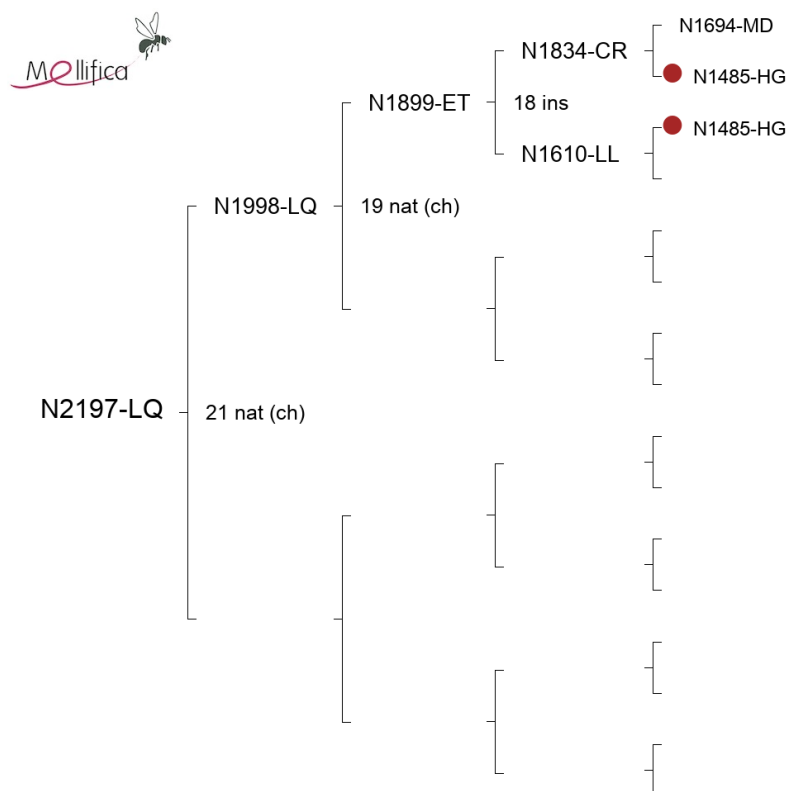 Mellifica
N1694-MD
N1834-CR
N1485-HG
N1899-ET
18 ins
N1485-HG
N1610-LL
N1998-LQ
19 nat (ch)
N2197-LQ
21 nat (ch)